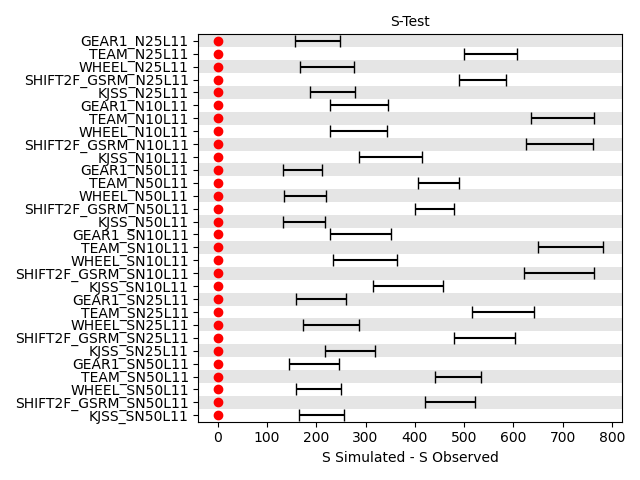 S-Test
GEAR1_N25L11
TEAM_N25L11
WHEEL_N25L11
SHIFT2F_GSRM_N25L11
KJSS_N25L11
GEAR1_N10L11
TEAM_N10L11
WHEEL_N10L11
SHIFT2F_GSRM_N10L11
KJSS_N10L11
GEAR1_N50L11
TEAM_N50L11
WHEEL_N50L11
SHIFT2F_GSRM_N50L11
KJSS_N50L11
GEAR1_SN10L11
TEAM_SN10L11
WHEEL_SN10L11
SHIFT2F_GSRM_SN10L11
KJSS_SN10L11
GEAR1_SN25L11
TEAM_SN25L11
WHEEL_SN25L11
SHIFT2F_GSRM_SN25L11
KJSS_SN25L11
GEAR1_SN50L11
TEAM_SN50L11
WHEEL_SN50L11
SHIFT2F_GSRM_SN50L11
KJSS_SN50L11
0 100 200 300 400 500 600 700 800
S Simulated - S Observed